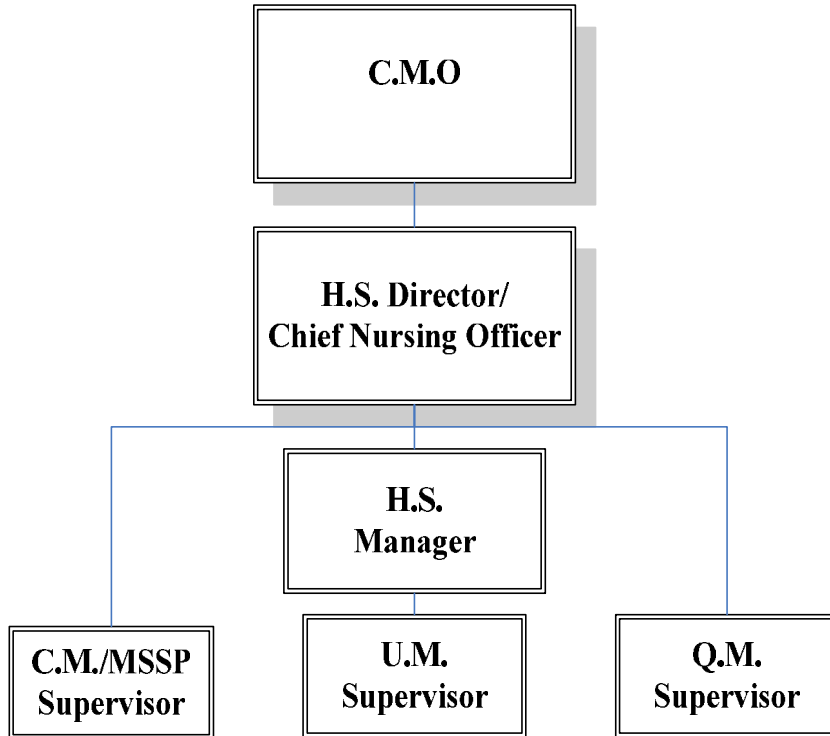 C.M.O
H.S. Director/
Chief Nursing Officer
H.S.
Manager
C.M./MSSP
Supervisor
U.M.
Supervisor
Q.M.
Supervisor